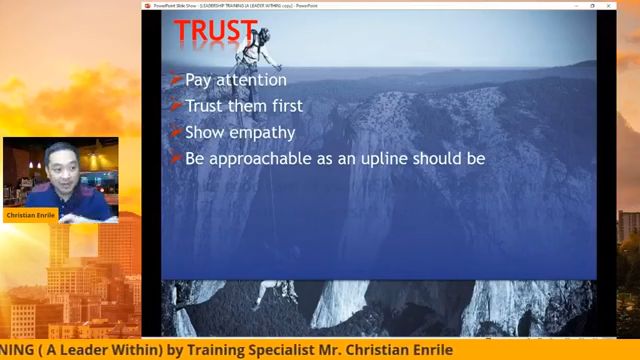 PowerPoint Slide Show - [LEADERSHIP TRAINING (A LEADER WITHIN) copy] - PowerPoint
TRUST
Pay attention
Trust them first
Show empathy
Be approachable as an upline should be
Christian Enrile
NING ( A Leader Within) by Training Specialist Mr. Christian Enrile